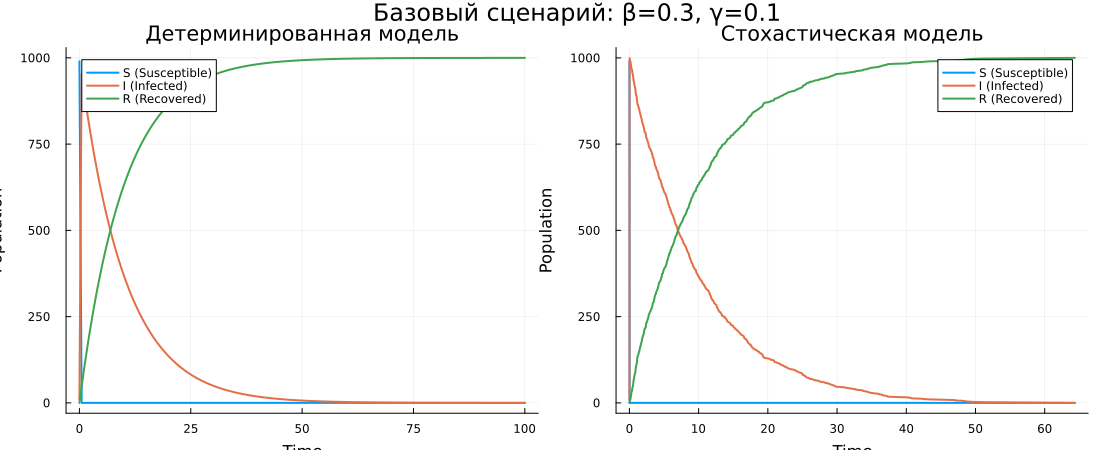 Базовый сценарий: β=0.3, γ=0.1
Детерминированная модель
1000
750
500
250
0
S (Susceptible)
I (Infected)
R (Recovered)
0 25 50 75 100
Стохастическая модель
Population
1000
750
500
250
0
S (Susceptible)
I (Infected)
R (Recovered)
0 10 20 30 40 50 60